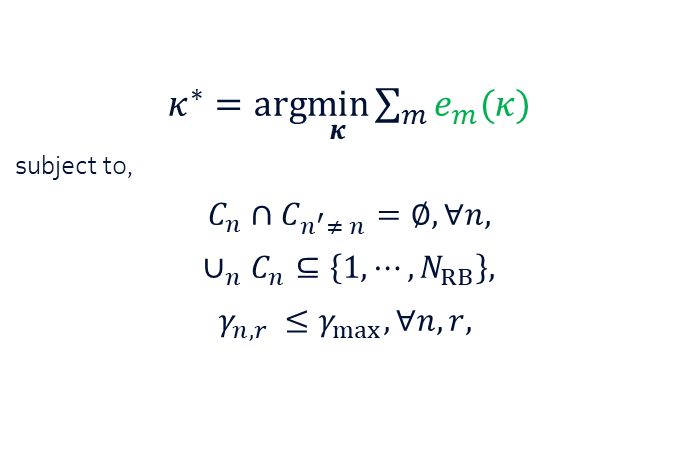 κ* = argmin_κ ∑_m e_m(κ)
subject to,
C_n ∩ C_{n′≠n} = ∅, ∀n,
∪_n C_n ⊆ {1, ⋯, N_RB},
γ_{n,r} ≤ γ_max, ∀n, r,